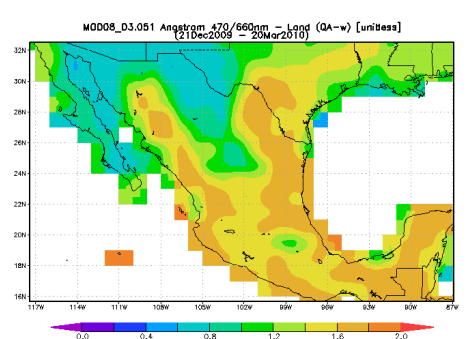 MOD08_D3.051 Angstrom 470/660nm – Land (QA-w) [unitless]
(21Dec2009 – 20Mar2010)
32N
30N
28N
26N
24N
22N
20N
18N
16N
117W 114W 111W 108W 105W 102W 99W 96W 93W 90W 87W
0.0 0.4 0.8 1.2 1.6 2.0